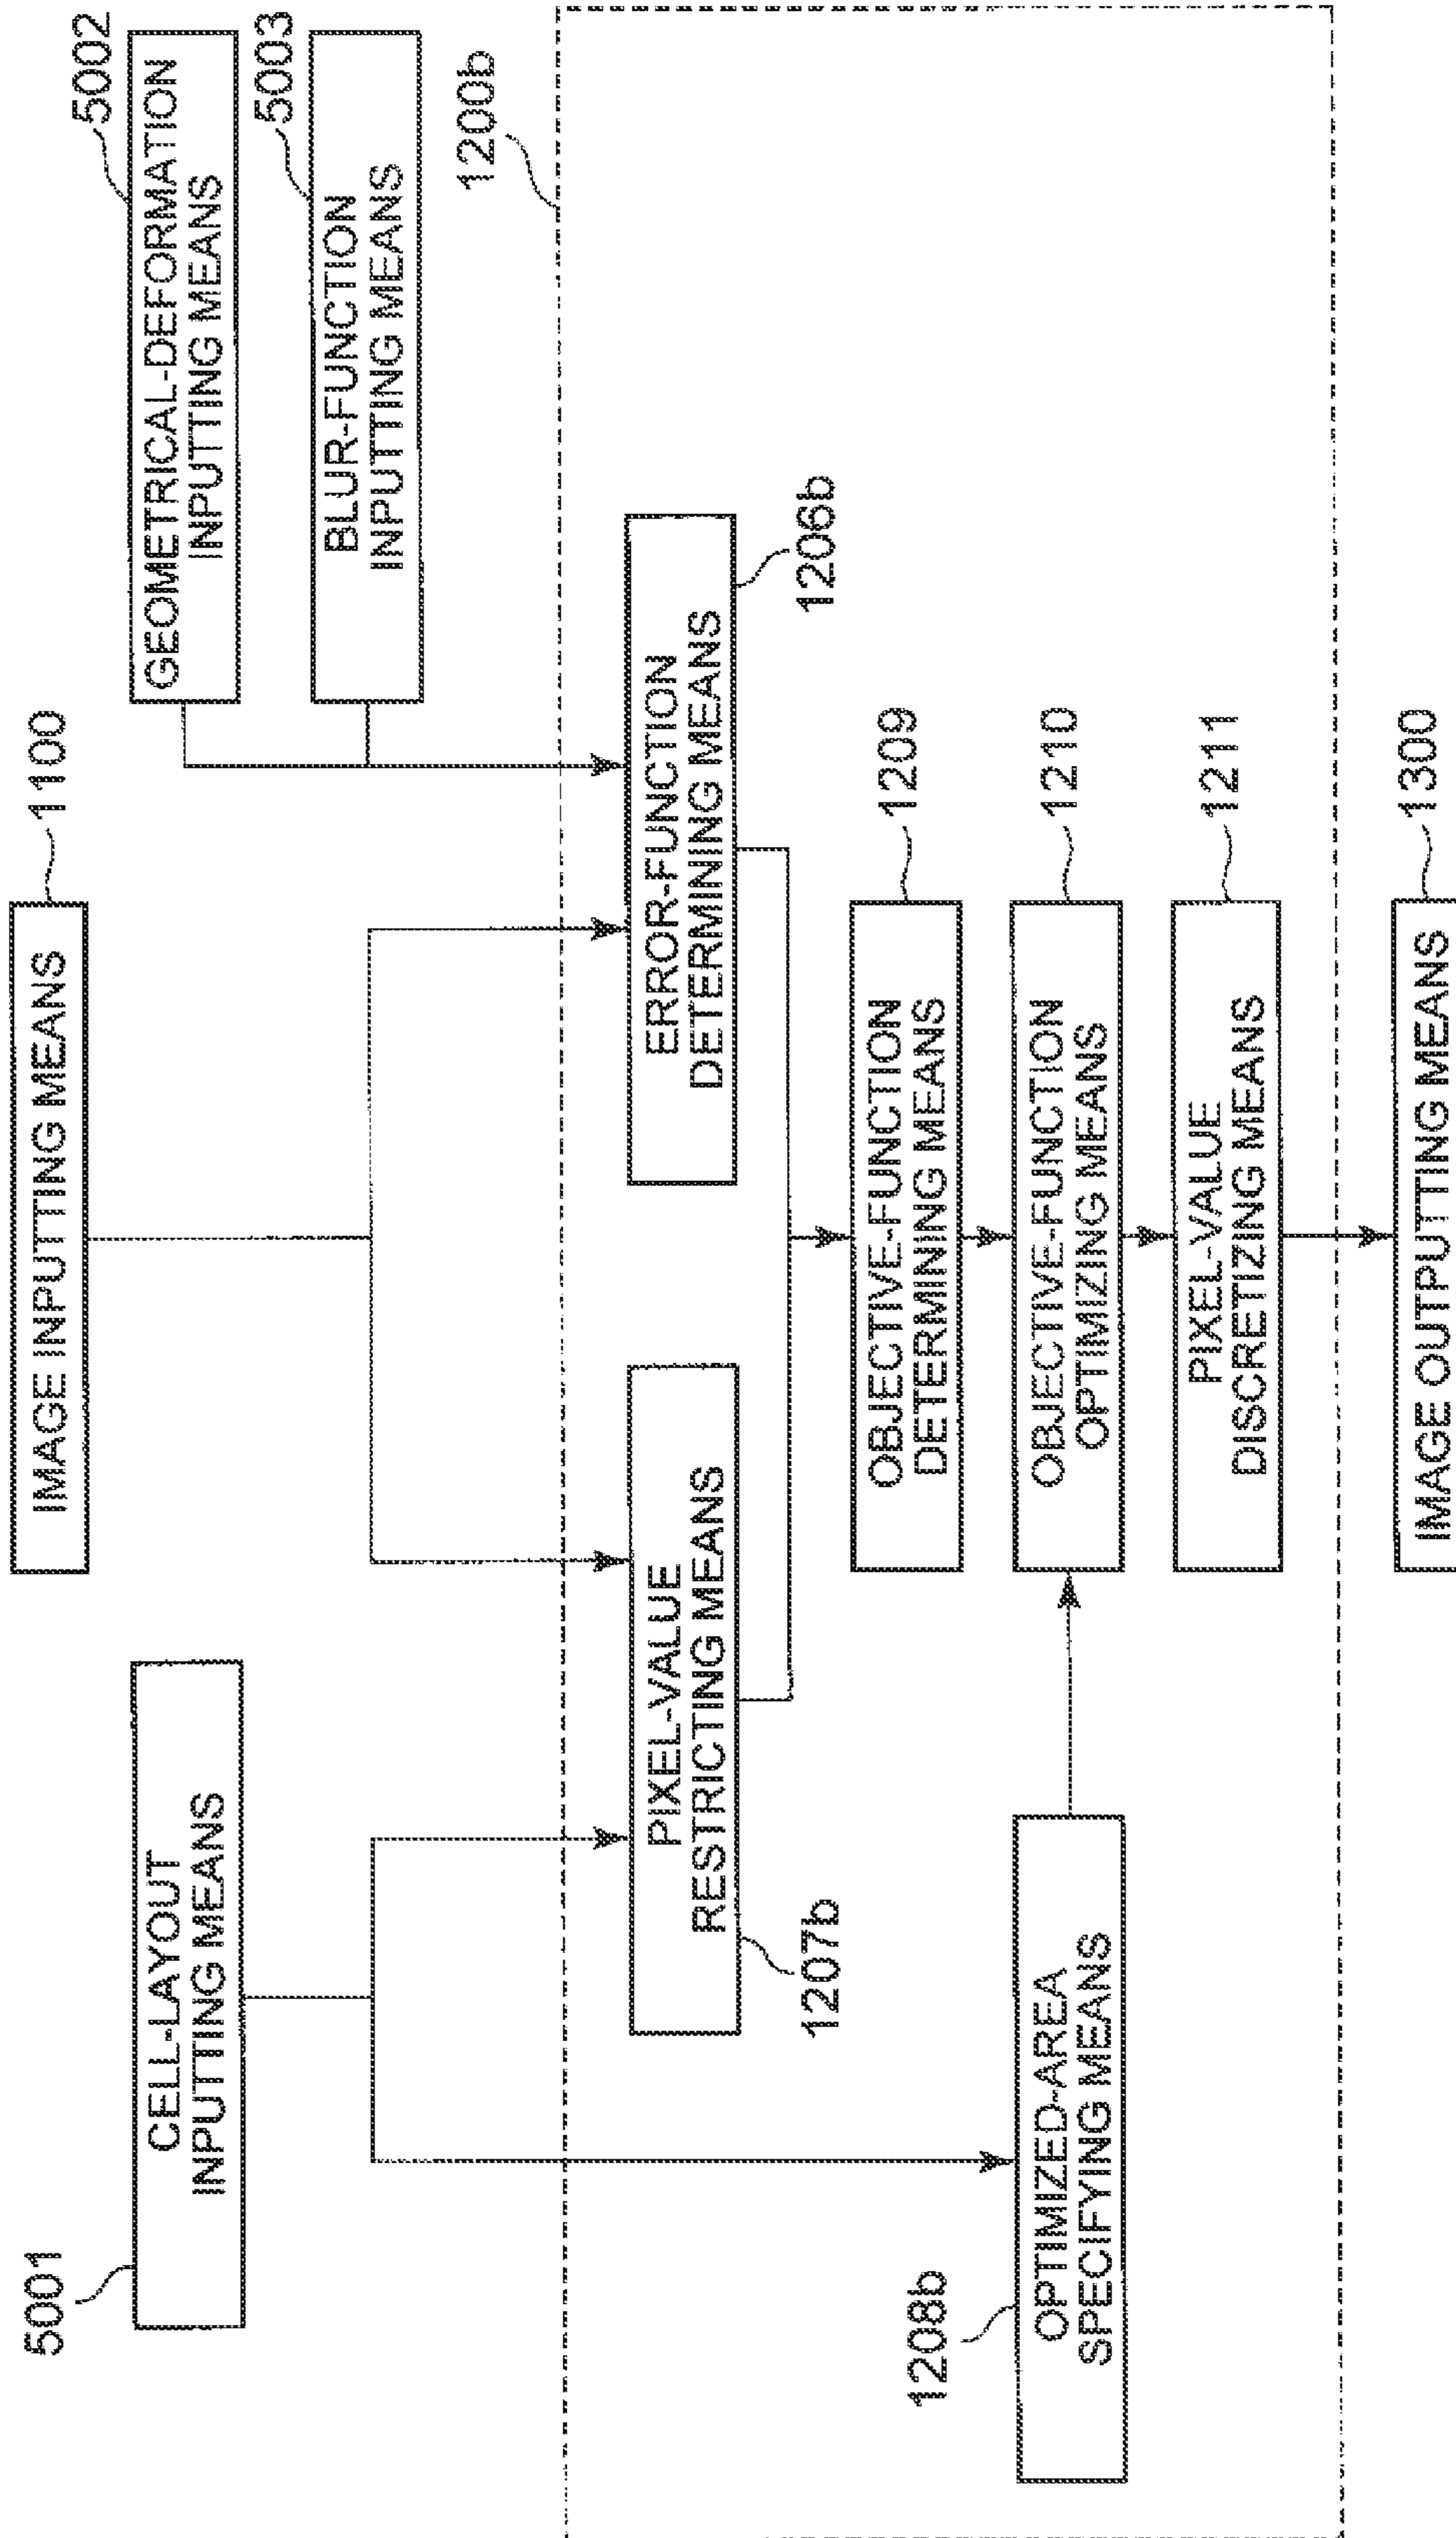 IMAGE INPUTTING MEANS
1100
5001
CELL-LAYOUT
INPUTTING MEANS
GEOMETRICAL-DEFORMATION
INPUTTING MEANS
5002
BLUR-FUNCTION
INPUTTING MEANS
5003
1200b
PIXEL-VALUE
RESTRICTING MEANS
1207b
ERROR-FUNCTION
DETERMINING MEANS
1206b
OBJECTIVE-FUNCTION
DETERMINING MEANS
1209
1208b
OPTIMIZED-AREA
SPECIFYING MEANS
OBJECTIVE-FUNCTION
OPTIMIZING MEANS
1210
PIXEL-VALUE
DISCRETIZING MEANS
1211
IMAGE OUTPUTTING MEANS
1300